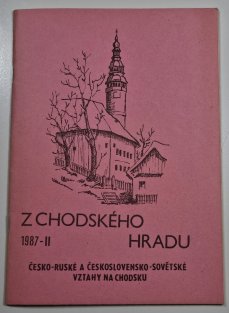 Z CHODSKÉHO
1987-II HRADU
ČESKO-RUSKÉ A ČESKOSLOVENSKO-SOVĚTSKÉ
VZTAHY NA CHODSKU